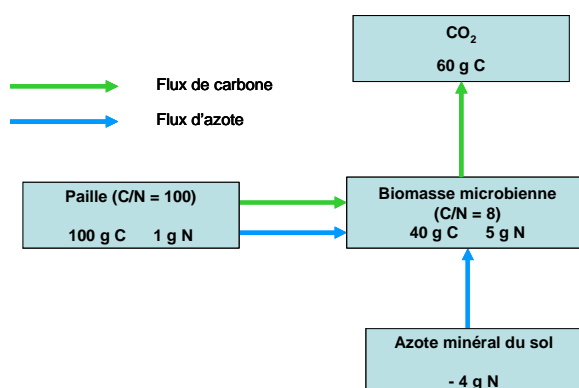 CO2
60 g C
Flux de carbone
Flux d'azote
Paille (C/N = 100)
100 g C 1 g N
Biomasse microbienne
(C/N = 8)
40 g C 5 g N
Azote minéral du sol
- 4 g N